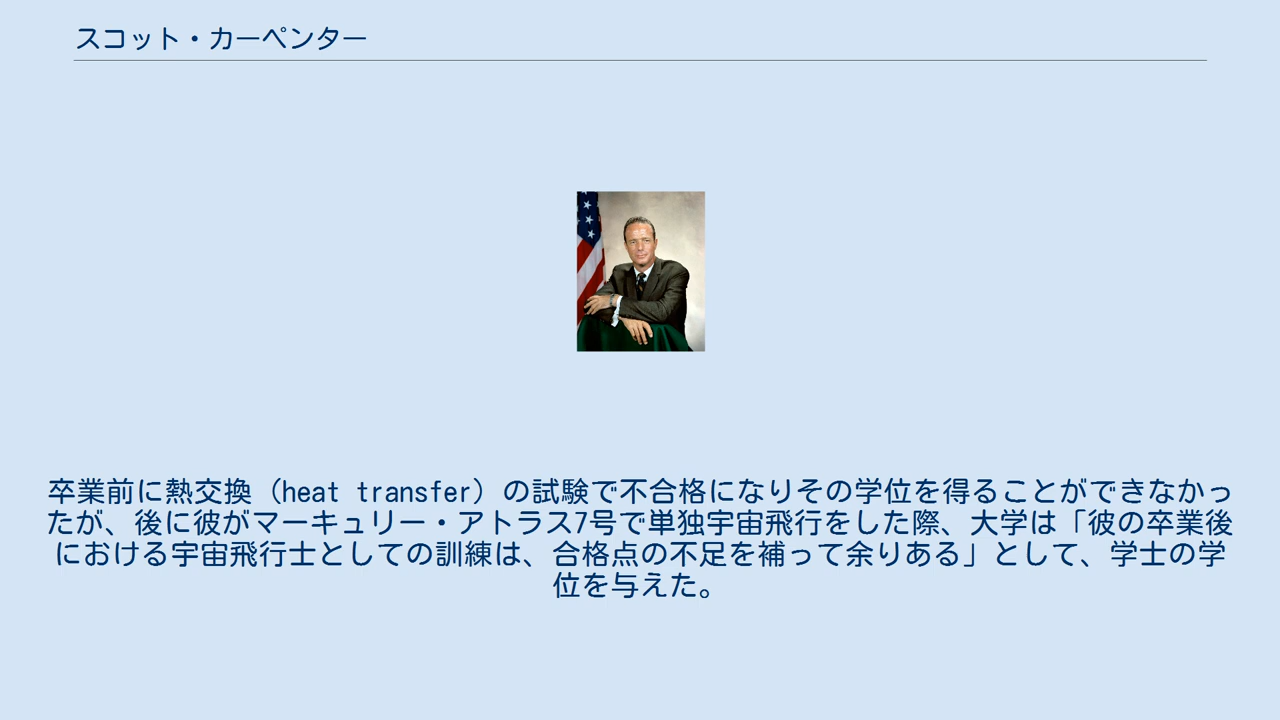 スコット・カーペンター
卒業前に熱交換（heat transfer）の試験で不合格になりその学位を得ることができなかっ
たが、後に彼がマーキュリー・アトラス7号で単独宇宙飛行をした際、大学は「彼の卒業後
における宇宙飛行士としての訓練は、合格点の不足を補って余りある」として、学士の学
位を与えた。